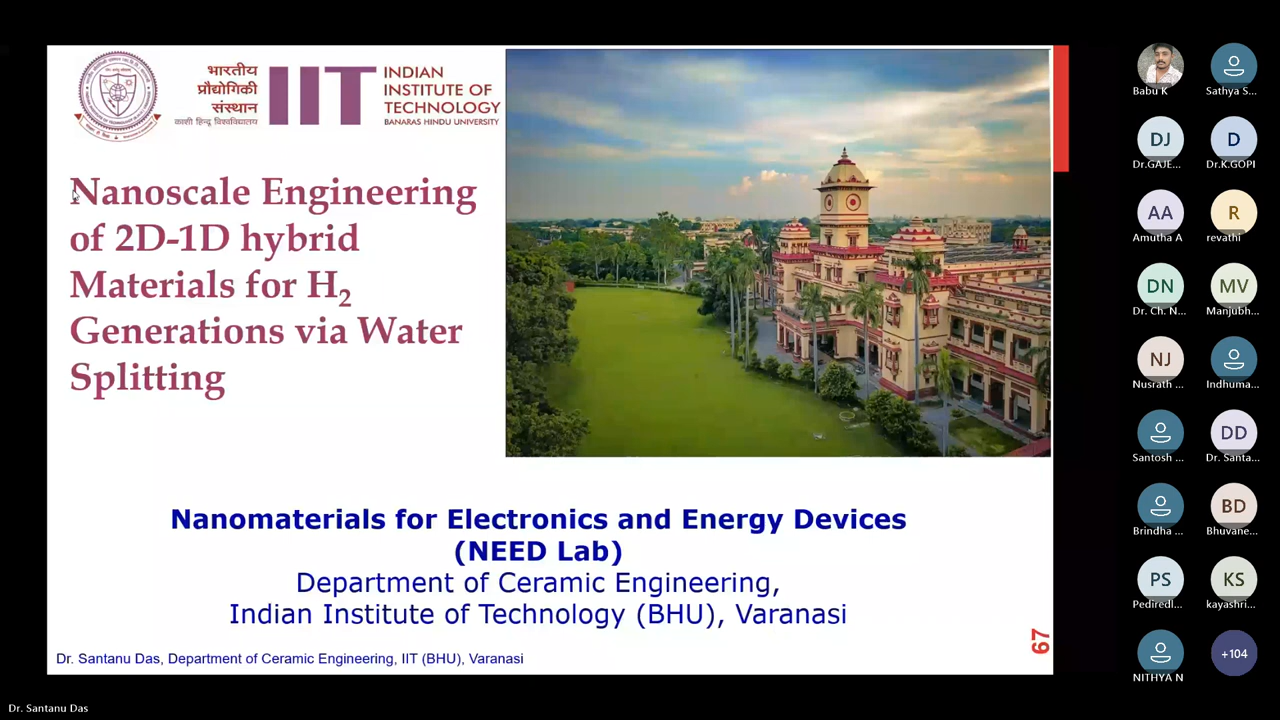 भारतीय
प्रौद्योगिकी
संस्थान
काशी हिन्दू विश्वविद्यालय
IIT
INDIAN
INSTITUTE OF
TECHNOLOGY
BANARAS HINDU UNIVERSITY
Nanoscale Engineering
of 2D-1D hybrid
Materials for H₂
Generations via Water
Splitting
Nanomaterials for Electronics and Energy Devices
(NEED Lab)
Department of Ceramic Engineering,
Indian Institute of Technology (BHU), Varanasi
67
Dr. Santanu Das, Department of Ceramic Engineering, IIT (BHU), Varanasi
Dr. Santanu Das
Babu K
Sathya S...
DJ
Dr.GAJE...
D
Dr.K.GOPI
AA
Amutha A
R
revathi
DN
Dr. Ch. N...
MV
Manjubh...
NJ
Nusrath ...
Indhuma...
Santosh ...
DD
Dr. Santa...
Brindha ...
BD
Bhuvane...
PS
Pediredl...
KS
kayashri...
NITHYA N
+104